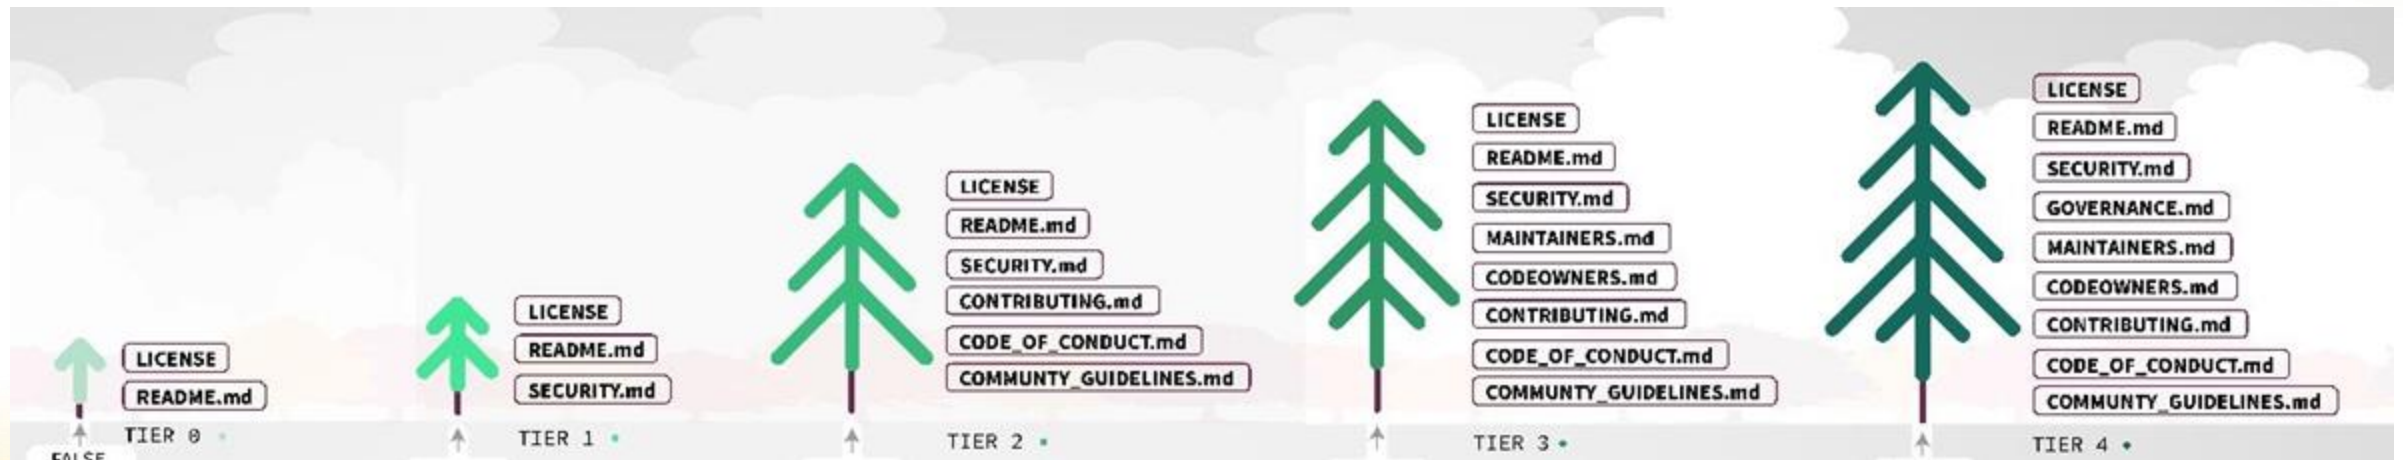 LICENSE
README.md
TIER 0
FALSE
LICENSE
README.md
SECURITY.md
TIER 1
LICENSE
README.md
SECURITY.md
CONTRIBUTING.md
CODE_OF_CONDUCT.md
COMMUNTY_GUIDELINES.md
TIER 2
LICENSE
README.md
SECURITY.md
MAINTAINERS.md
CODEOWNERS.md
CONTRIBUTING.md
CODE_OF_CONDUCT.md
COMMUNTY_GUIDELINES.md
TIER 3
LICENSE
README.md
SECURITY.md
GOVERNANCE.md
MAINTAINERS.md
CODEOWNERS.md
CONTRIBUTING.md
CODE_OF_CONDUCT.md
COMMUNTY_GUIDELINES.md
TIER 4